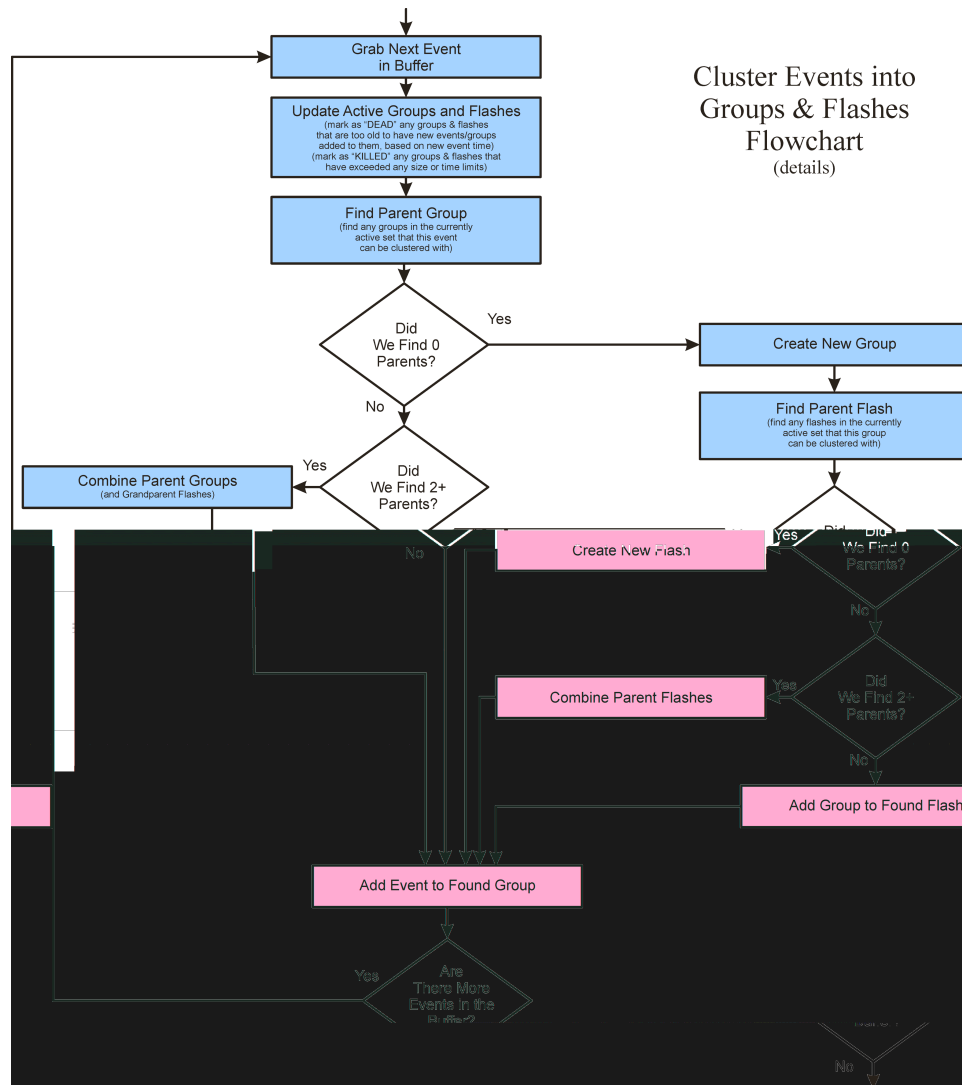 Grab Next Event
in Buffer
Cluster Events into
Groups & Flashes
Flowchart
(details)
Update Active Groups and Flashes
(mark as “DEAD” any groups & flashes
that are too old to have new events/groups
added to them, based on new event time)
(mark as “KILLED” any groups & flashes that
have exceeded any size or time limits)
Find Parent Group
(find any groups in the currently
active set that this event
can be clustered with)
Did
We Find 0
Parents?
Yes
Create New Group
No
Find Parent Flash
(find any flashes in the currently
active set that this group
can be clustered with)
Did
We Find 2+
Parents?
Yes
Combine Parent Groups
(and Grandparent Flashes)
No
Create New Flash
Yes
Did
Did
We Find 0
Parents?
No
Combine Parent Flashes
Yes
Did
We Find 2+
Parents?
No
Add Group to Found Flash
Add Event to Found Group
Yes
Are
There More
Events in the
Buffer?
No